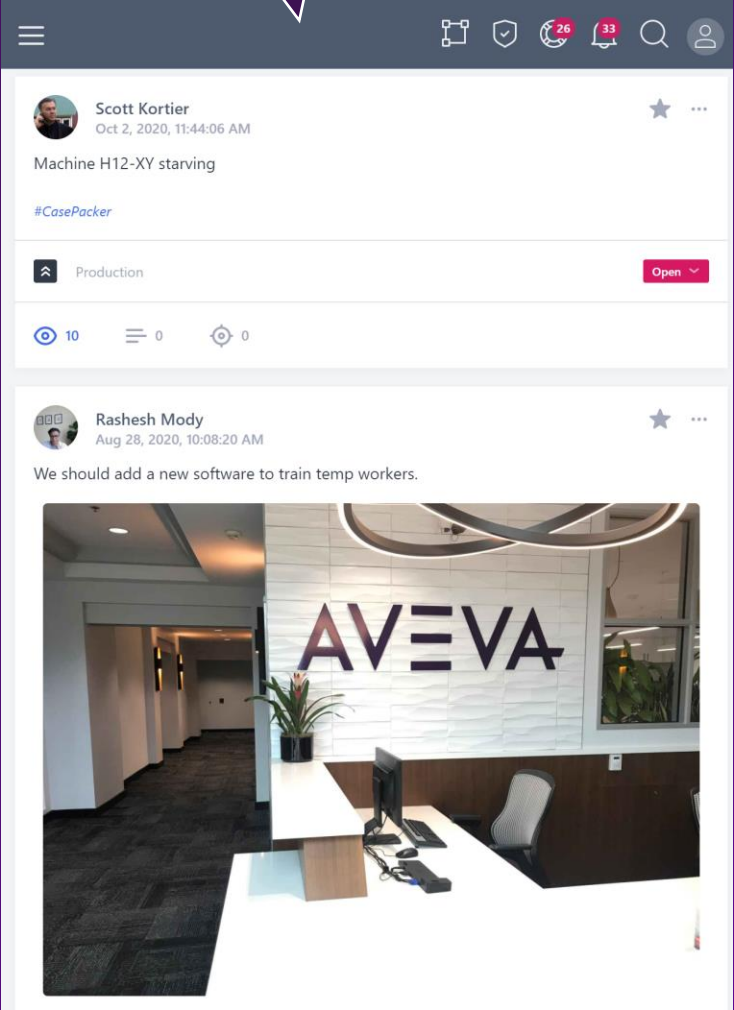 26
33
Scott Kortier
Oct 2, 2020, 11:44:06 AM
Machine H12-XY starving
#CasePacker
Production
Open
10
0
0
Rashesh Mody
Aug 28, 2020, 10:08:20 AM
We should add a new software to train temp workers.
AVEVA